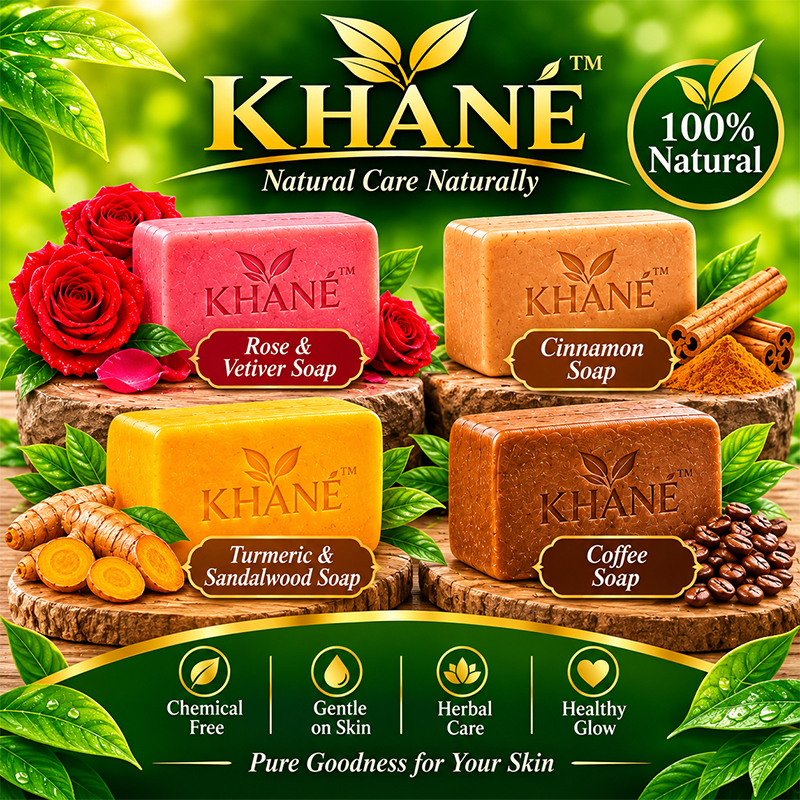 KHANÉ™
Natural Care Naturally
100%
Natural
KHANÉ™
Rose &
Vetiver Soap
KHANÉ™
Cinnamon
Soap
KHANÉ™
Turmeric &
Sandalwood Soap
KHANÉ™
Coffee
Soap
Chemical
Free
Gentle
on Skin
Herbal
Care
Healthy
Glow
Pure Goodness for Your Skin